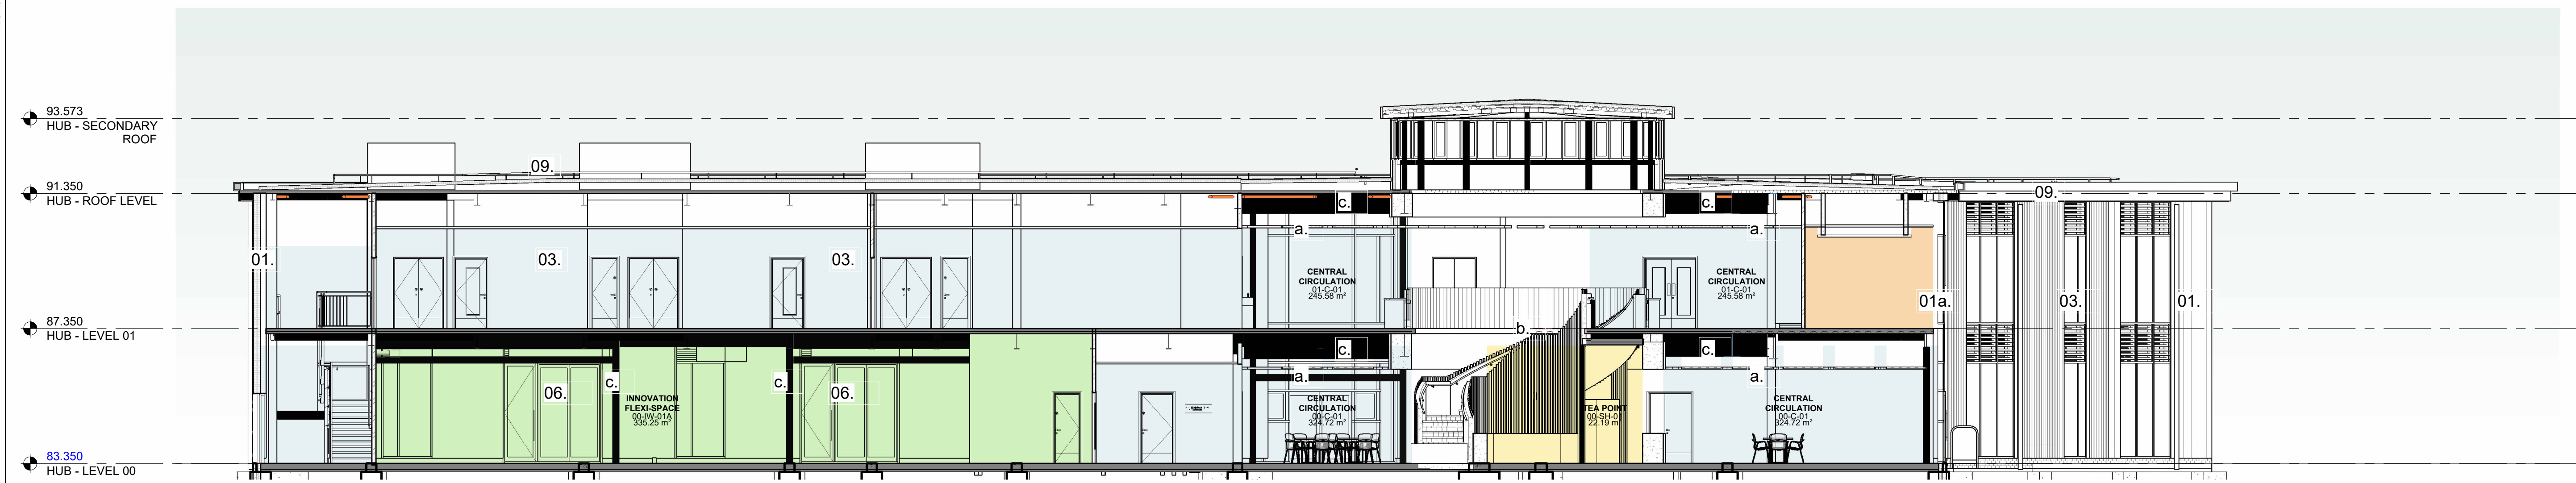 93.573
HUB - SECONDARY
ROOF
09.
91.350
HUB - ROOF LEVEL
09.
c.
c.
a.
a.
01.
03.
03.
CENTRAL
CIRCULATION
01-C-01
245.58 m²
CENTRAL
CIRCULATION
01-C-01
245.58 m²
01a.
03.
01.
87.350
HUB - LEVEL 01
b.
c.
c.
a.
a.
c.
c.
06.
06.
INNOVATION
FLEXI-SPACE
00-IW-01A
335.25 m²
CENTRAL
CIRCULATION
00-C-01
324.72 m²
TEA POINT
00-SH-01
22.19 m²
CENTRAL
CIRCULATION
00-C-01
324.72 m²
83.350
HUB - LEVEL 00